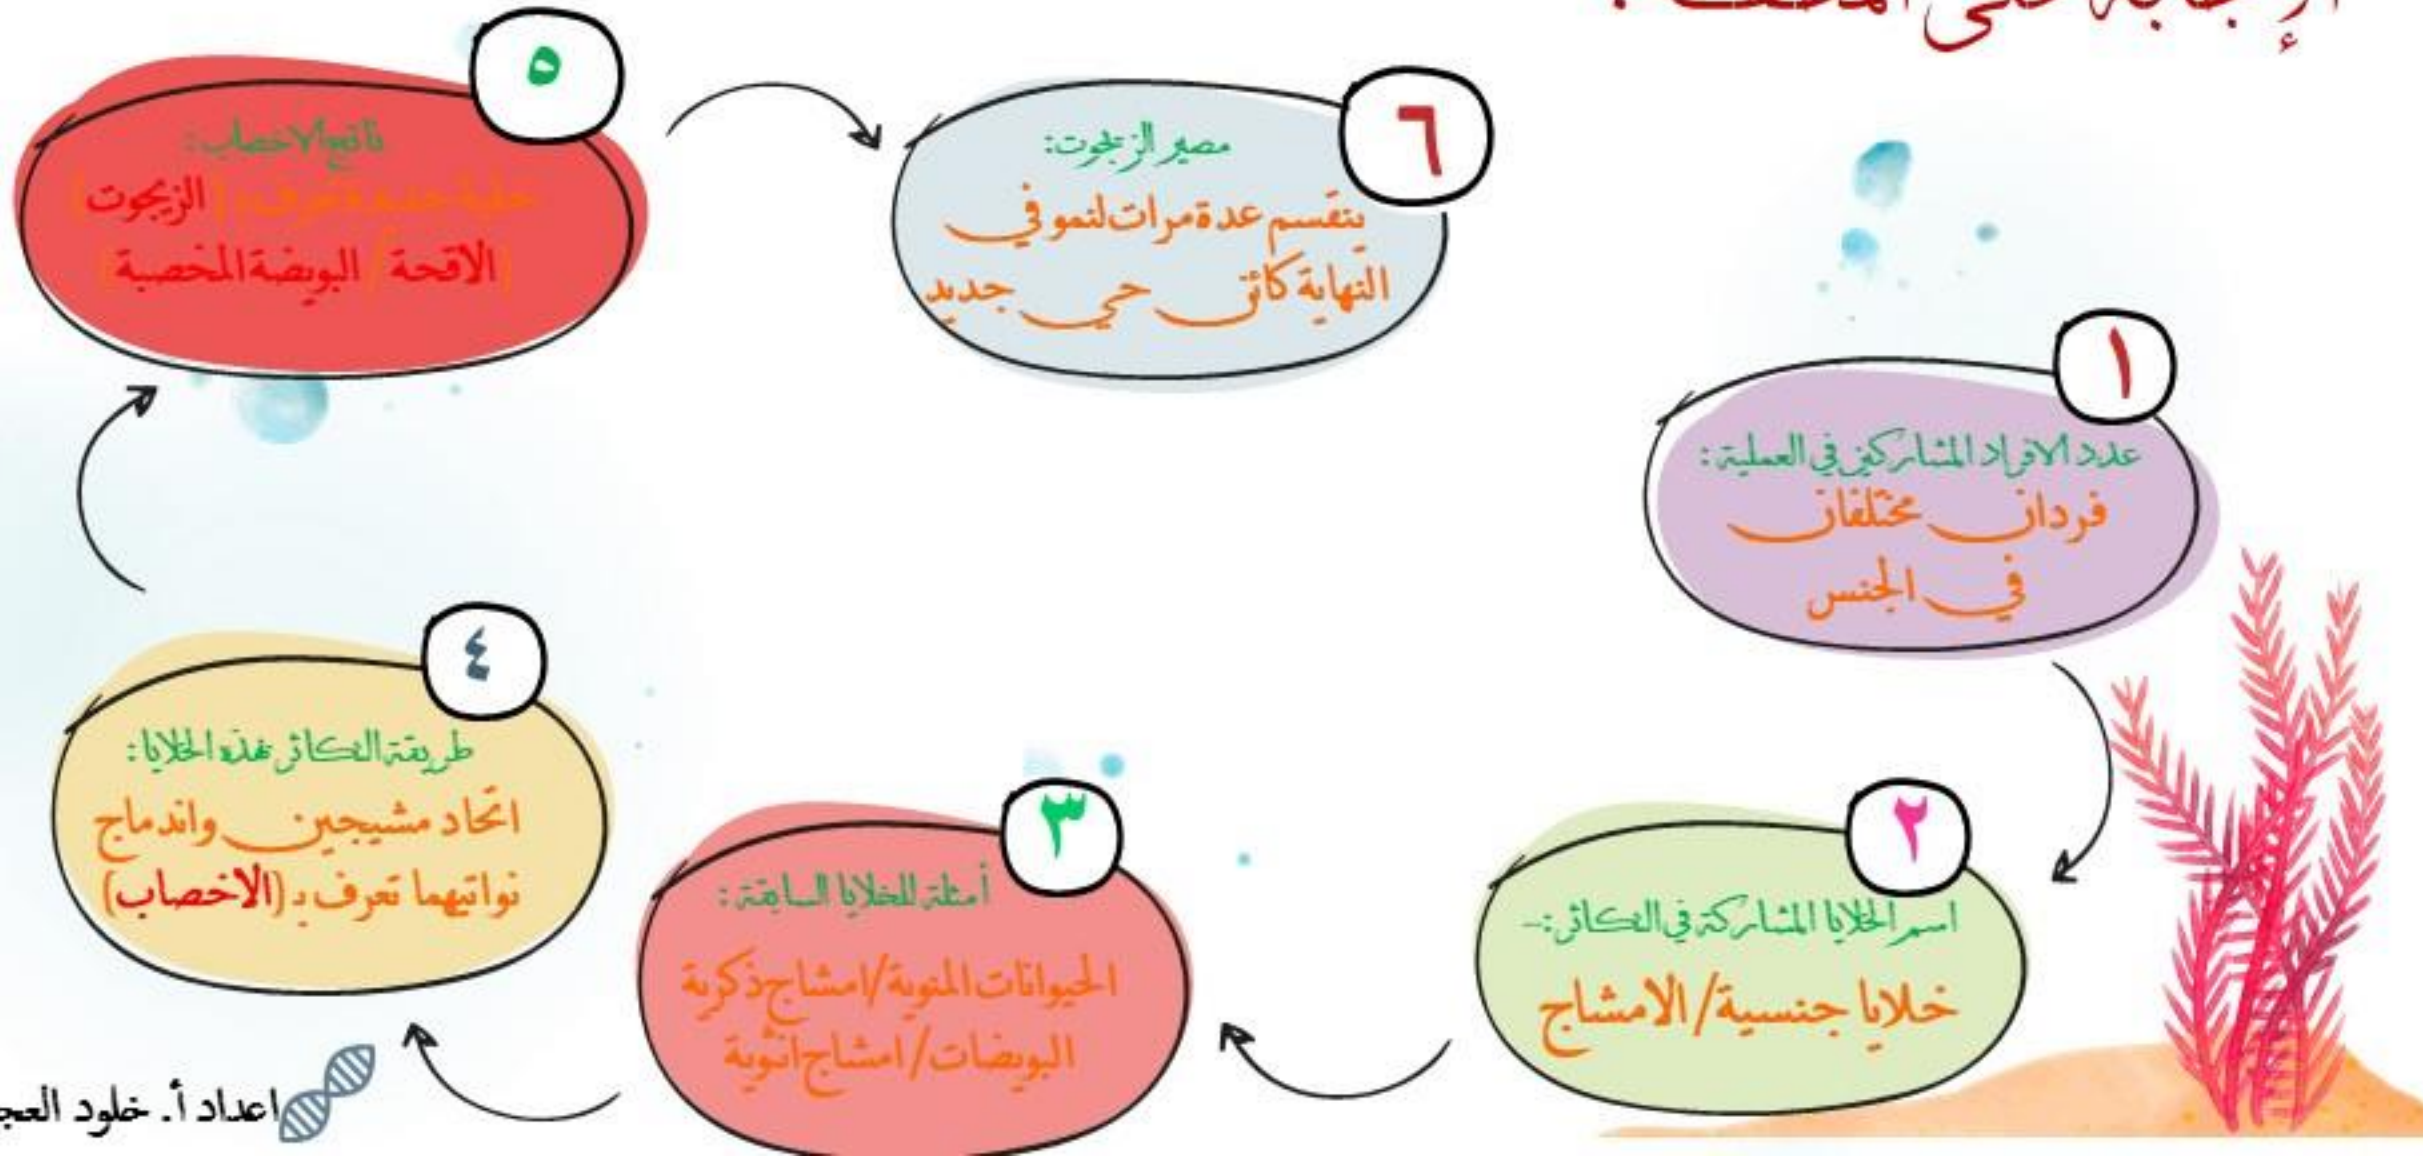 ١
عدد الافراد المشاركين في العملية:
فردان مختلفان
في الجنس
٢
اسم الخلايا المشاركة في التكاثر:-
خلايا جنسية/الامشاج
٣
أمثلة للخلايا السابقة:
الحيوانات المنوية/امشاج ذكرية
البويضات/امشاج انثوية
٤
طريقة التكاثر بهذه الخلايا:
اتحاد مشيجين واندماج
نواتيهما تعرف بـ(الاخصاب)
٥
ناتج الاخصاب:
خلية جديدة تعرف بـ(الزيجوت)
(الاقحة/البويضة المخصبة)
٦
مصير الزيجوت:
ينقسم عدة مرات لنمو في
النهاية كائن حي جديد
اعداد أ. خلود